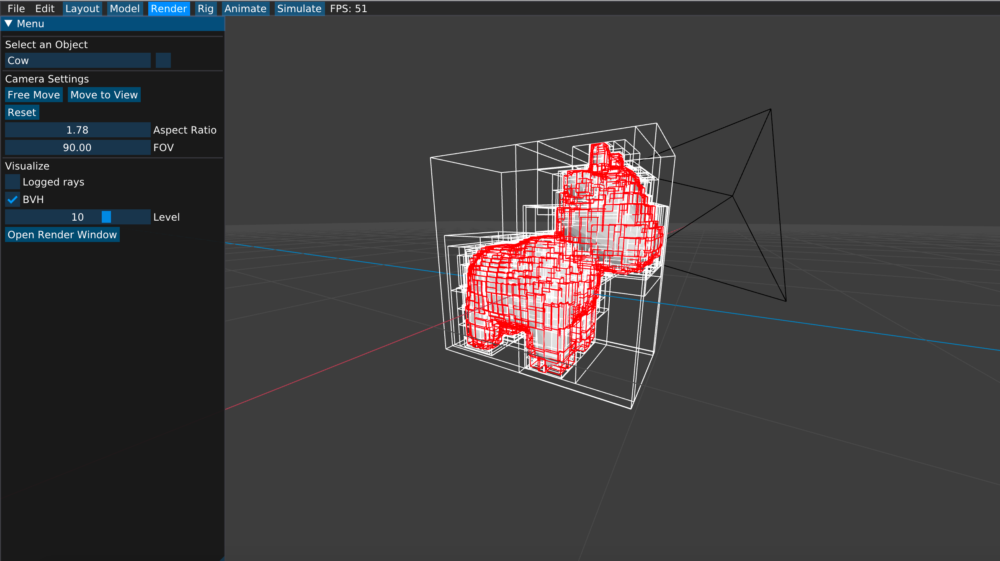 File Edit Layout Model Render Rig Animate Simulate FPS: 51
Menu
Select an Object
Cow
Camera Settings
Free Move Move to View
Reset
1.78 Aspect Ratio
90.00 FOV
Visualize
Logged rays
BVH
10 Level
Open Render Window